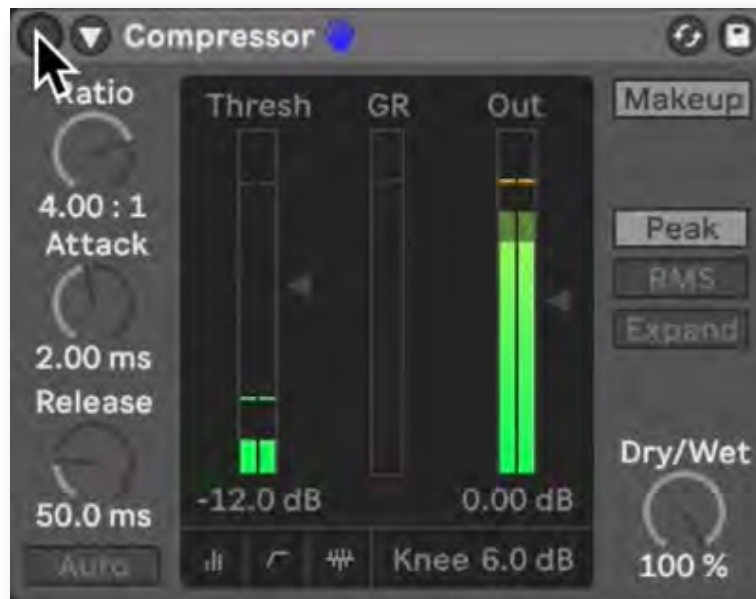 Compressor
Ratio
4.00 : 1
Attack
2.00 ms
Release
50.0 ms
Auto
Thresh GR Out
-12.0 dB 0.00 dB
Knee 6.0 dB
Makeup
Peak
RMS
Expand
Dry/Wet
100 %